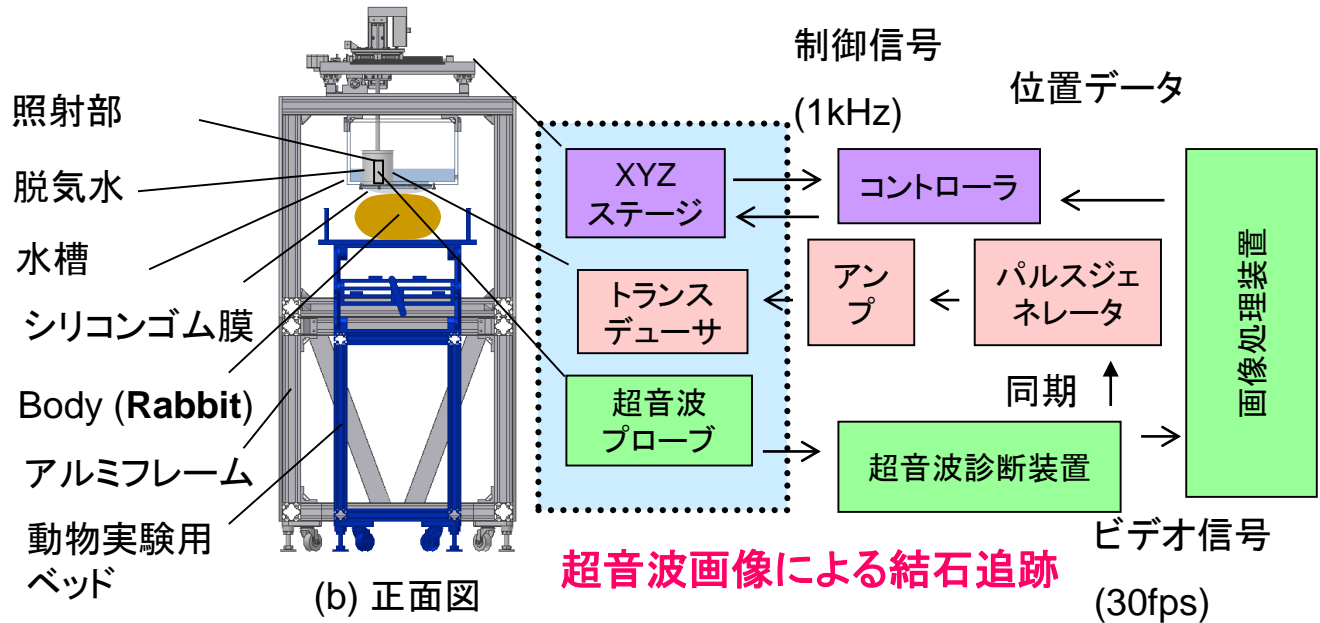 照射部
脱気水
水槽
シリコンゴム膜
Body (Rabbit)
アルミフレーム
動物実験用
ベッド
(b) 正面図
制御信号
(1kHz)
位置データ
XYZ
ステージ
コントローラ
トランス
デューサ
アン
プ
パルスジェ
ネレータ
同期
超音波
プローブ
超音波診断装置
画像処理装置
ビデオ信号
(30fps)
超音波画像による結石追跡